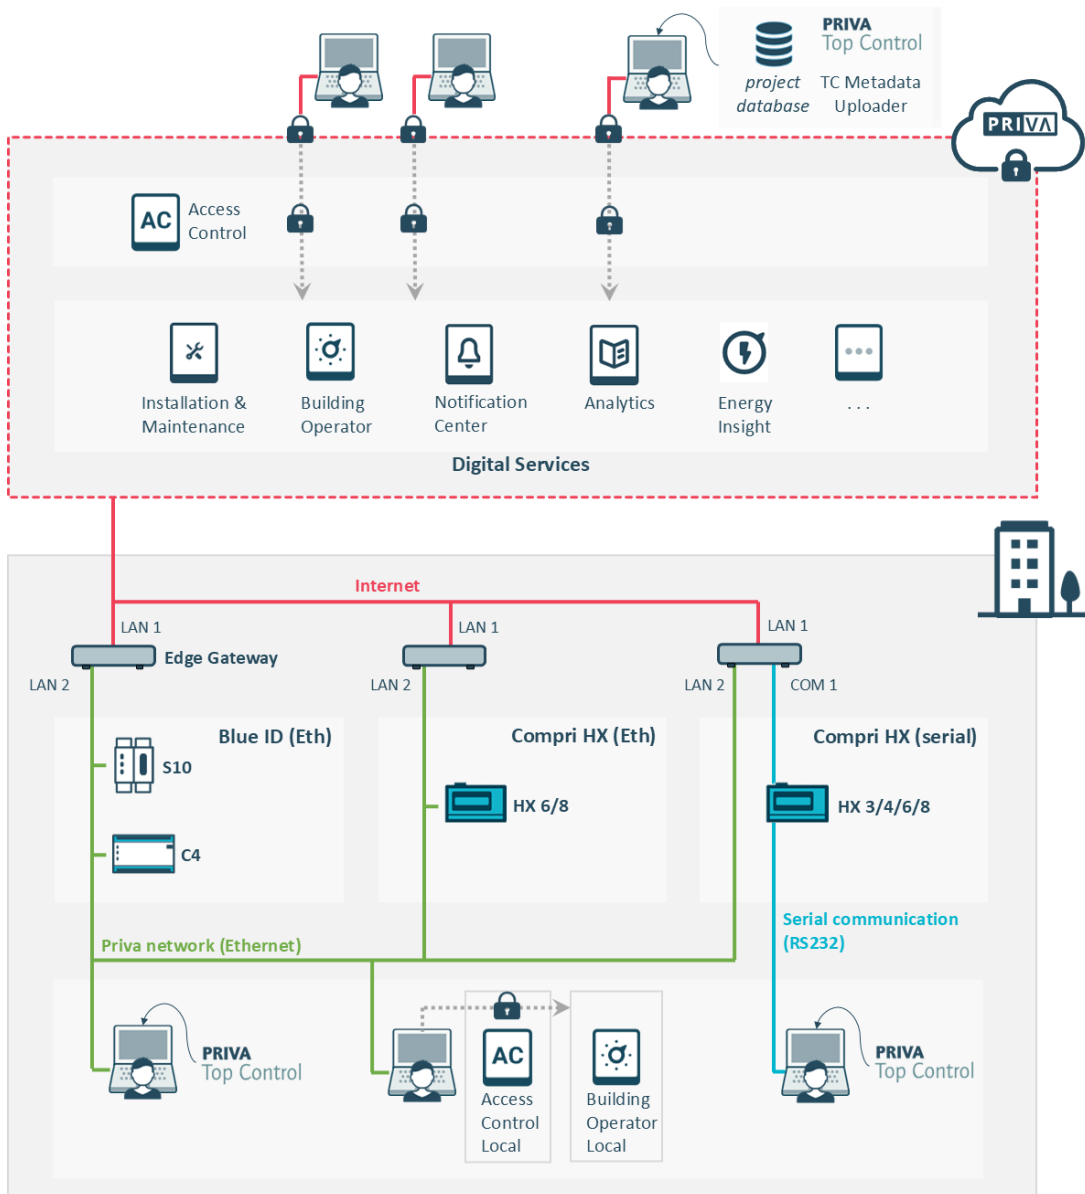 PRIVA
Top Control
project
database
TC Metadata
Uploader
PRIVA
AC
Access
Control
Installation &
Maintenance
Building
Operator
Notification
Center
Analytics
Energy
Insight
. . .
Digital Services
Internet
LAN 1
LAN 1
LAN 1
Edge Gateway
LAN 2
LAN 2
LAN 2
COM 1
Blue ID (Eth)
S10
C4
Compri HX (Eth)
HX 6/8
Compri HX (serial)
HX 3/4/6/8
Serial communication
(RS232)
Priva network (Ethernet)
PRIVA
Top Control
AC
Access
Control
Local
Building
Operator
Local
PRIVA
Top Control